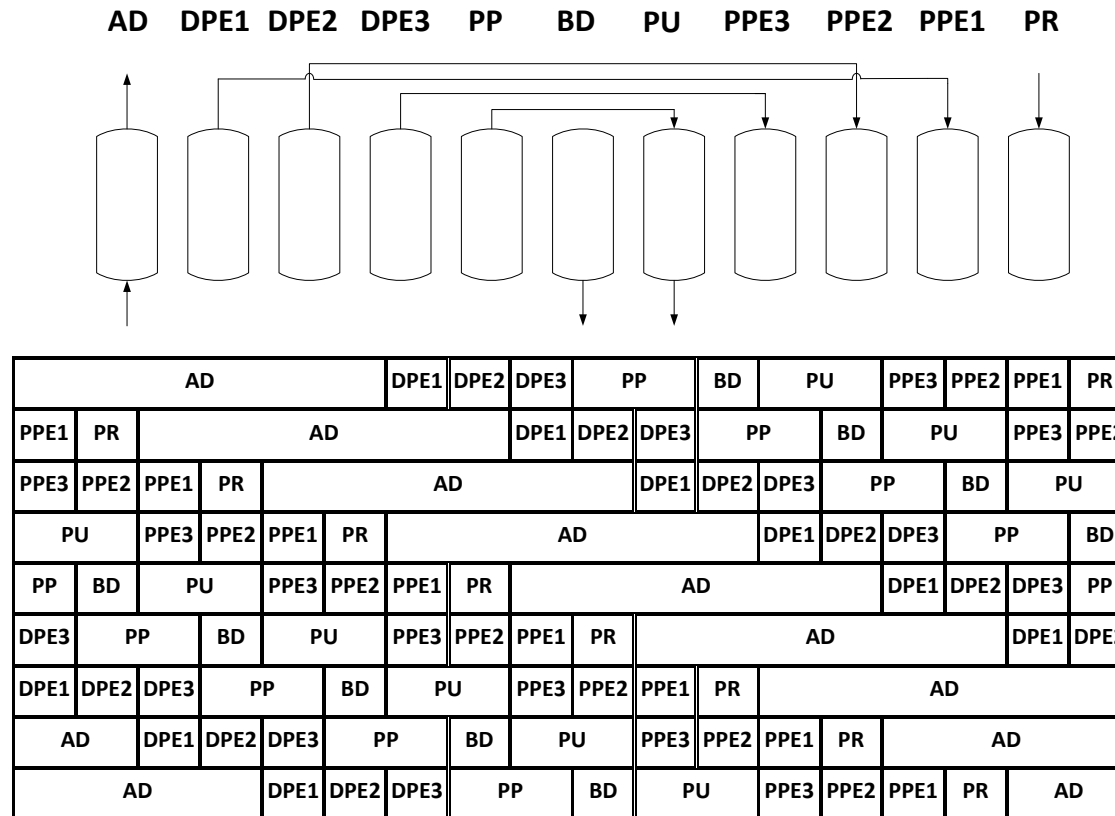 AD DPE1 DPE2 DPE3 PP BD PU PPE3 PPE2 PPE1 PR
AD DPE1 DPE2 DPE3 PP BD PU PPE3 PPE2 PPE1 PR
PPE1 PR AD DPE1 DPE2 DPE3 PP BD PU PPE3 PPE2
PPE3 PPE2 PPE1 PR AD DPE1 DPE2 DPE3 PP BD PU
PU PPE3 PPE2 PPE1 PR AD DPE1 DPE2 DPE3 PP BD
PP BD PU PPE3 PPE2 PPE1 PR AD DPE1 DPE2 DPE3 PP
DPE3 PP BD PU PPE3 PPE2 PPE1 PR AD DPE1
DPE1 DPE2 DPE3 PP BD PU PPE3 PPE2 PPE1 PR AD
AD DPE1 DPE2 DPE3 PP BD PU PPE3 PPE2 PPE1 PR AD
AD DPE1 DPE2 DPE3 PP BD PU PPE3 PPE2 PPE1 PR AD